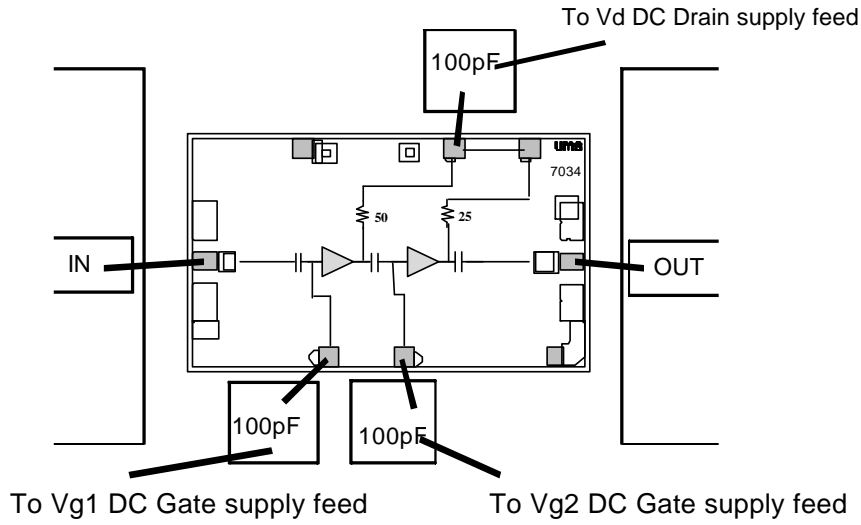 To Vd DC Drain supply feed
100pF
ums
7034
50
25
IN
OUT
100pF
100pF
To Vg1 DC Gate supply feed
To Vg2 DC Gate supply feed